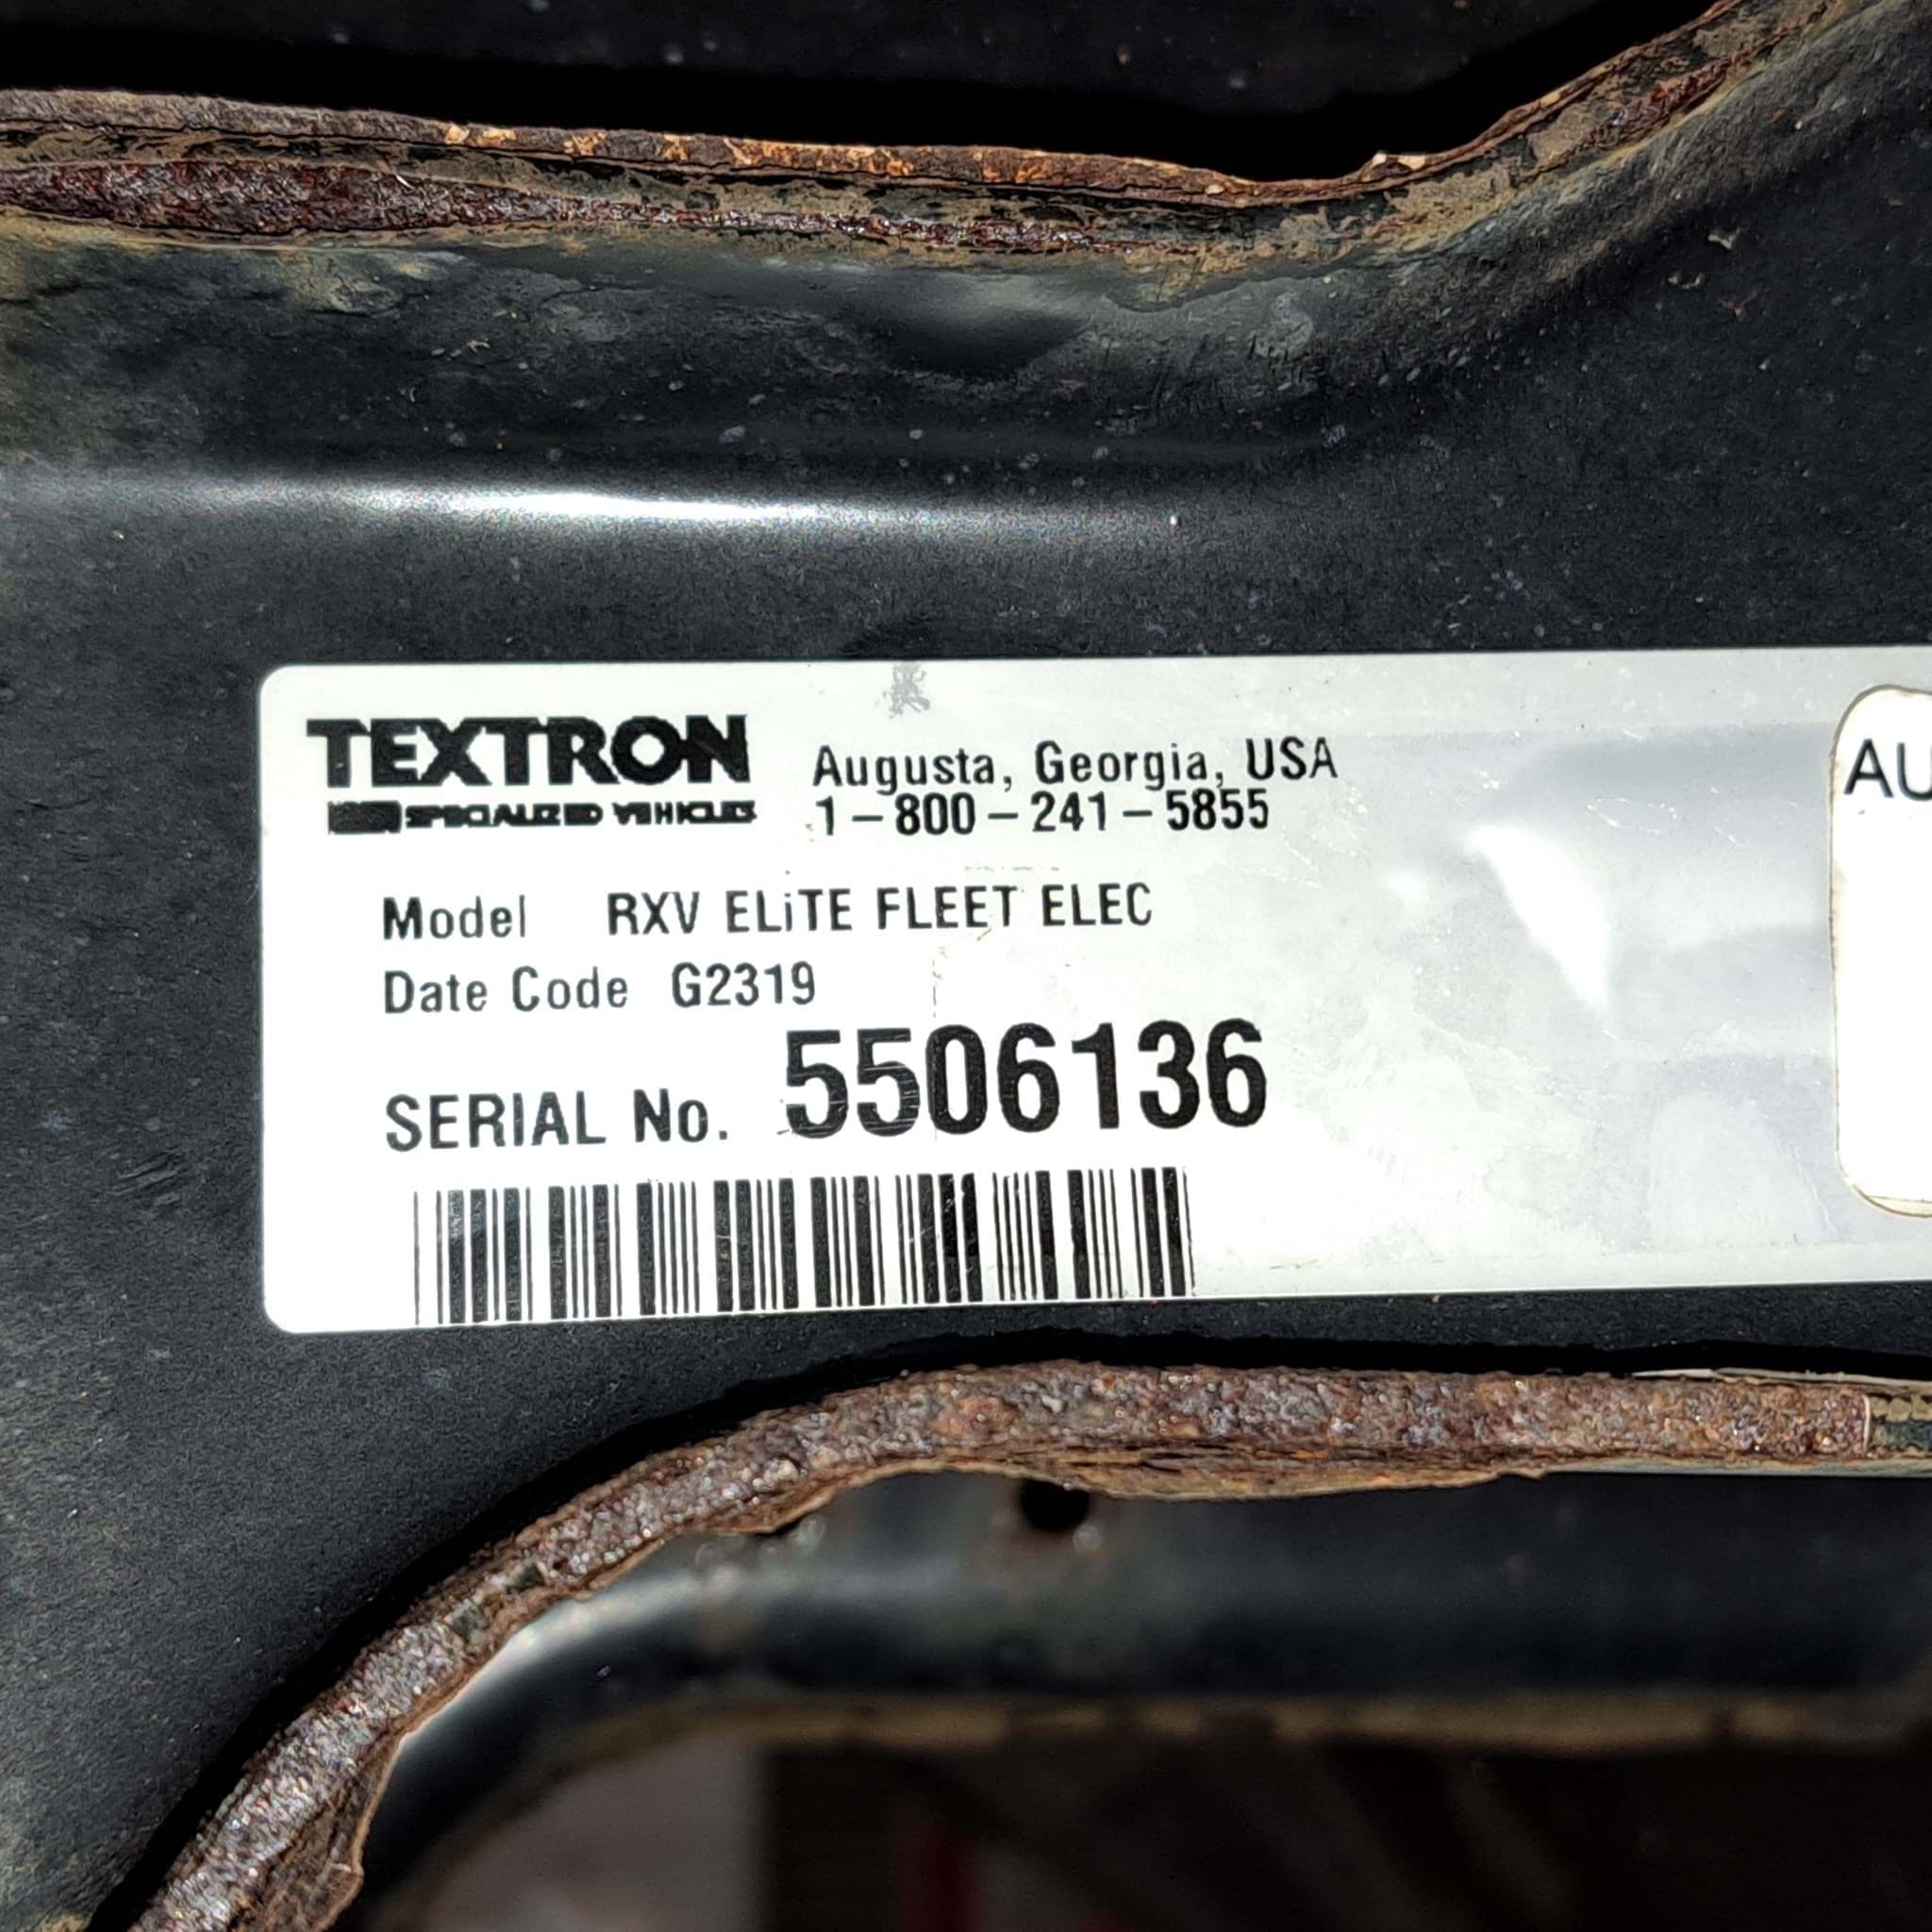 TEXTRON
SPECIALIZED VEHICLES
Augusta, Georgia, USA
1-800-241-5855
Model RXV ELiTE FLEET ELEC
Date Code G2319
SERIAL No. 5506136
AU